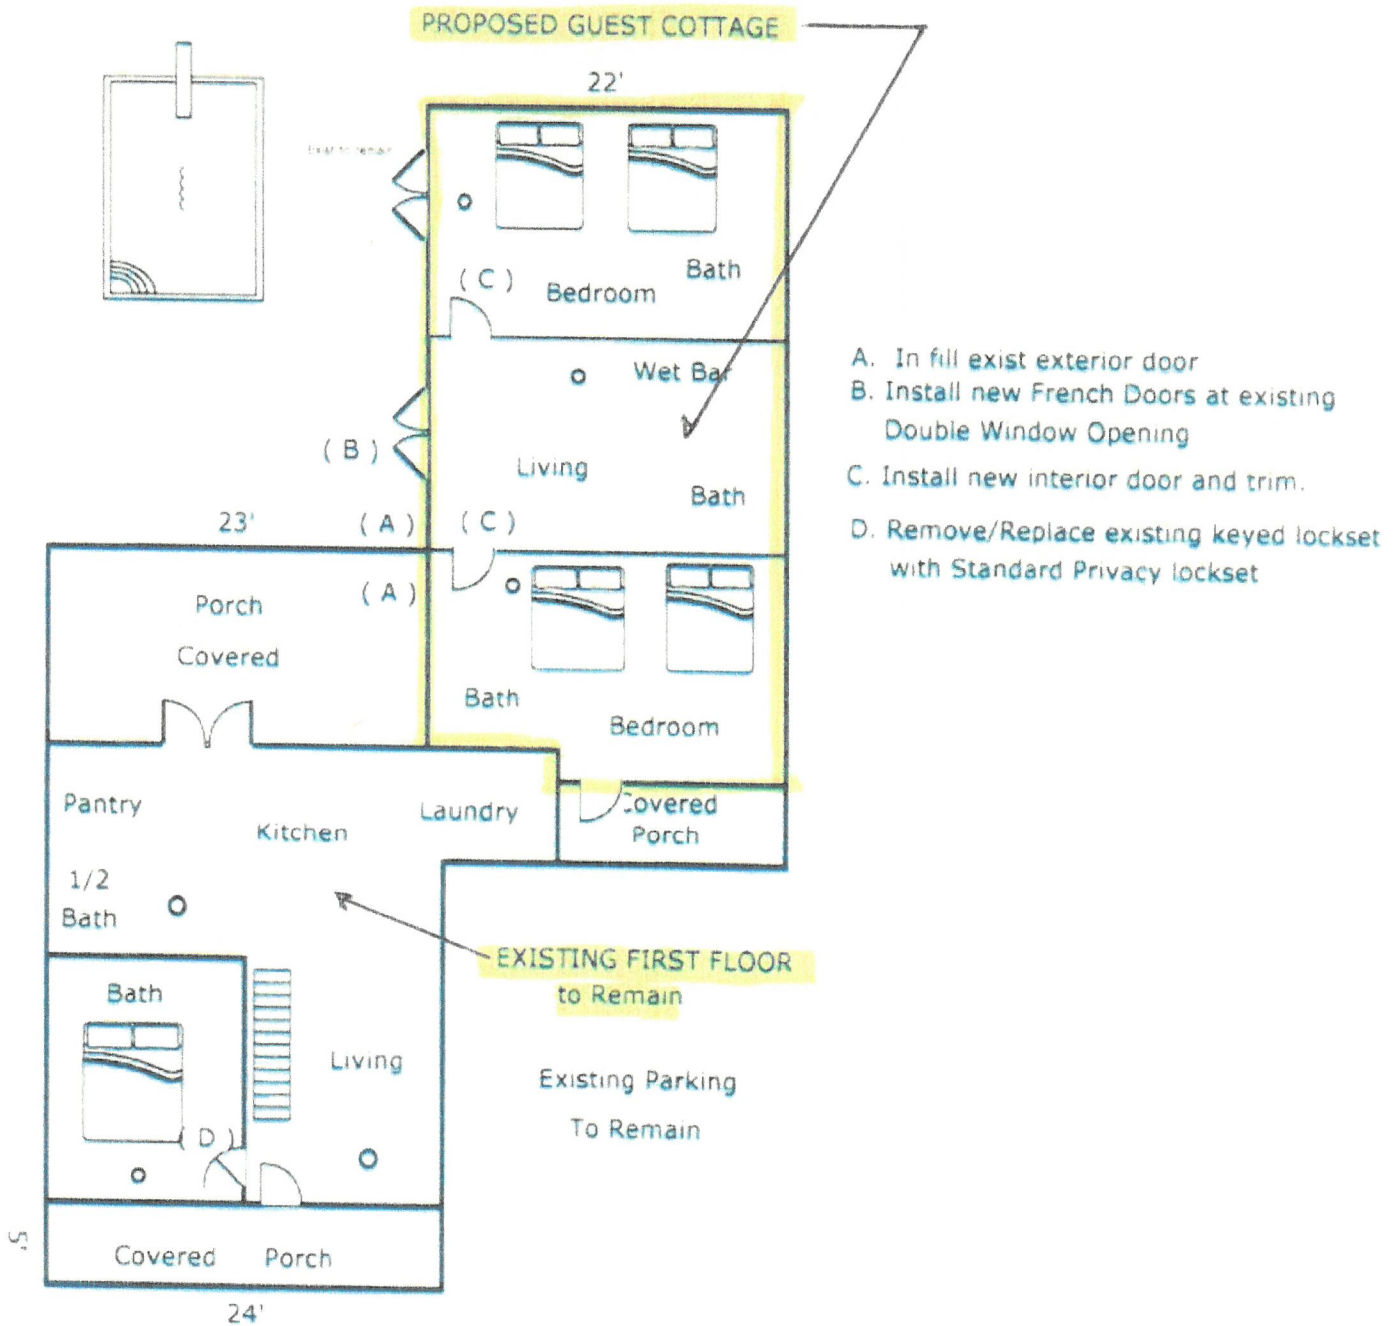 PROPOSED GUEST COTTAGE
22'
Exist to remain
( C )
Bath
Bedroom
Wet Bar
( B )
Living
Bath
A. In fill exist exterior door
B. Install new French Doors at existing
Double Window Opening
C. Install new interior door and trim.
D. Remove/Replace existing keyed lockset
with Standard Privacy lockset
23'
( A )
( C )
Porch
Covered
( A )
Bath
Bedroom
Pantry
Kitchen
Laundry
Covered
Porch
1/2
Bath
EXISTING FIRST FLOOR
to Remain
Bath
Living
( D )
Existing Parking
To Remain
5'
Covered Porch
24'